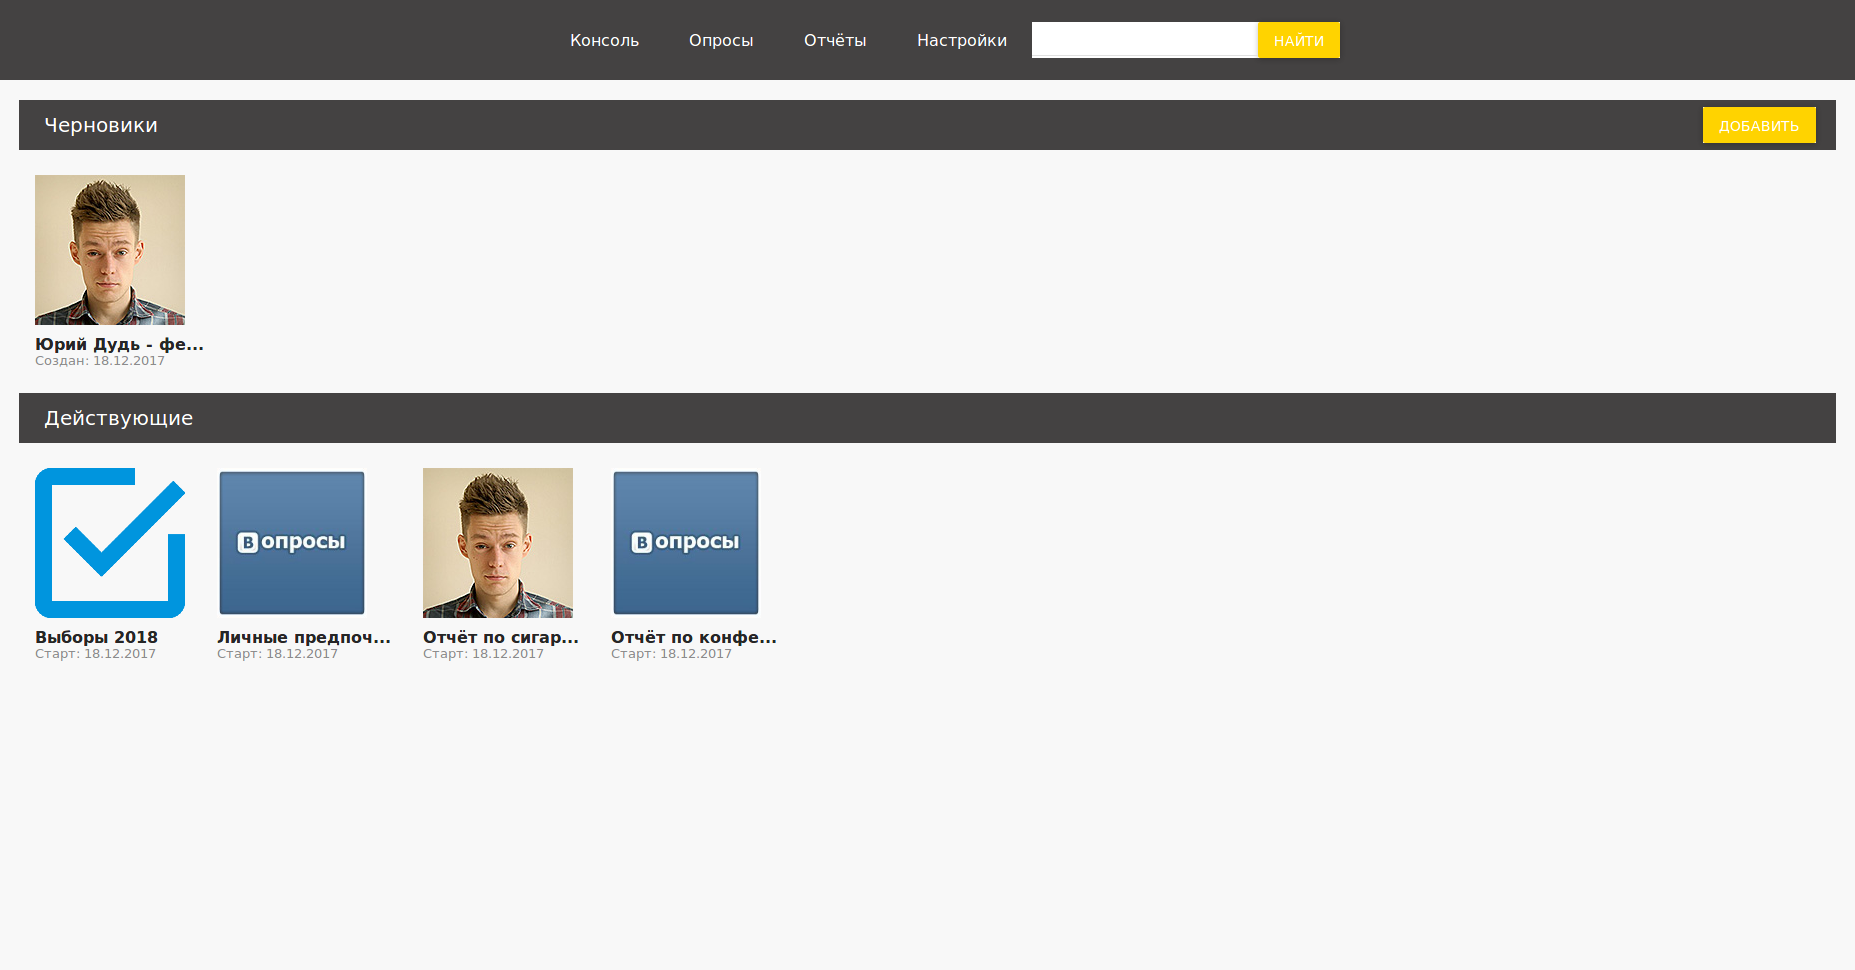 Консоль Опросы Отчёты Настройки НАЙТИ
Черновики ДОБАВИТЬ
Юрий Дудь - фе...
Создан: 18.12.2017
Действующие
Вопросы Вопросы
Выборы 2018 Личные предпоч... Отчёт по сигар... Отчёт по конфе...
Старт: 18.12.2017 Старт: 18.12.2017 Старт: 18.12.2017 Старт: 18.12.2017